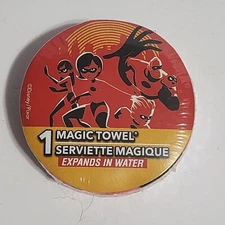 ©Disney/Pixar
1 MAGIC TOWEL
SERVIETTE MAGIQUE
EXPANDS IN WATER